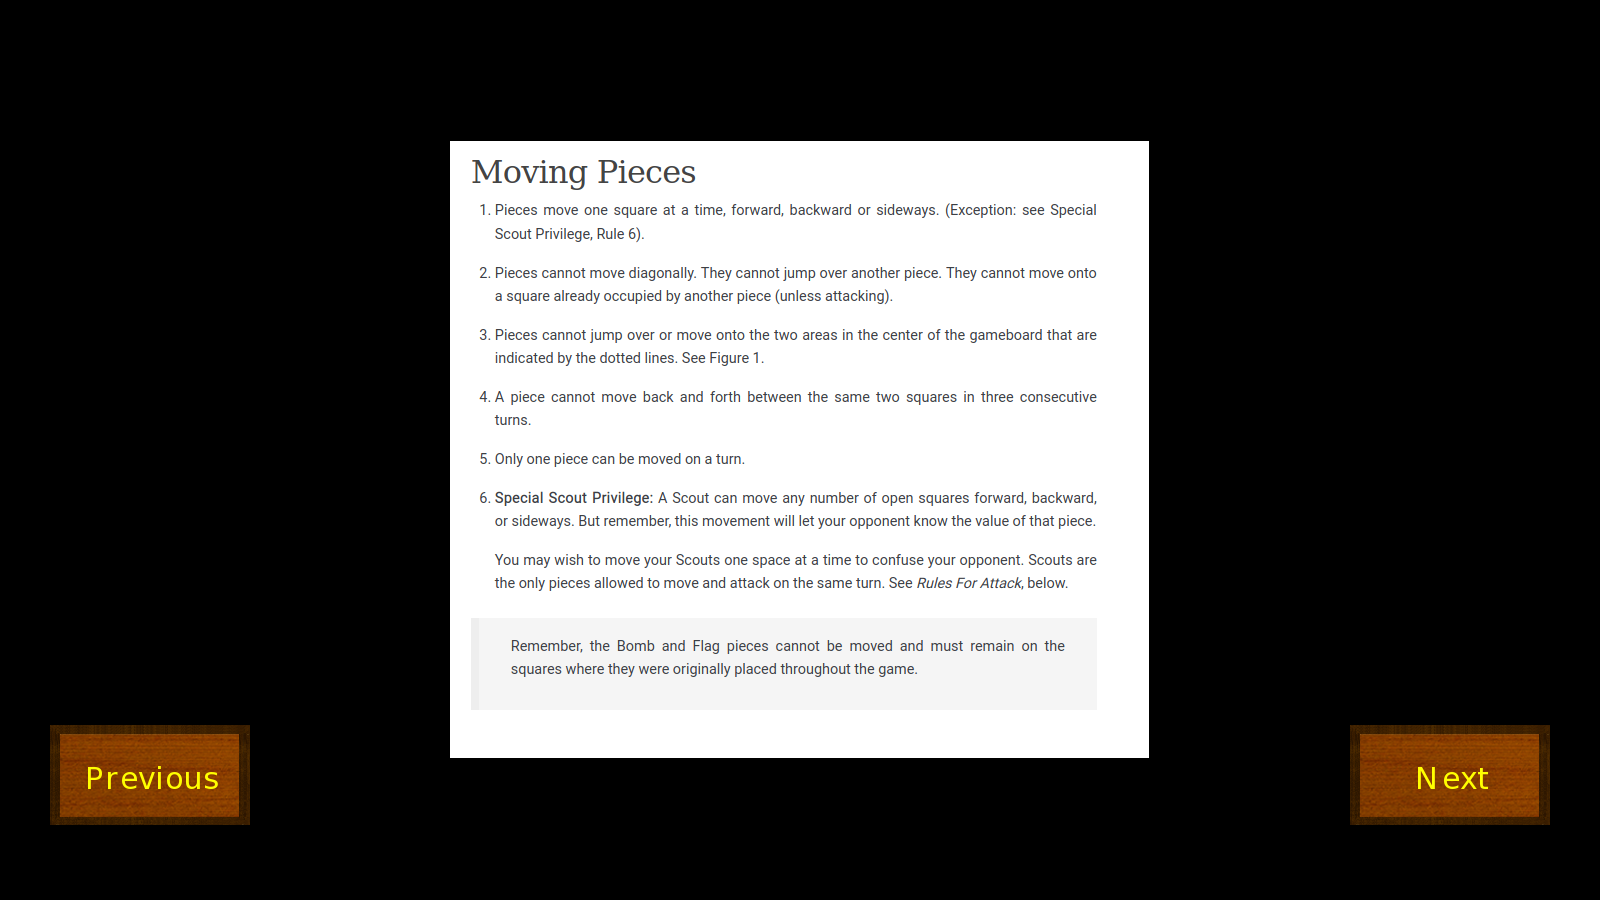 Moving Pieces
1. Pieces move one square at a time, forward, backward or sideways. (Exception: see Special
Scout Privilege, Rule 6).
2. Pieces cannot move diagonally. They cannot jump over another piece. They cannot move onto
a square already occupied by another piece (unless attacking).
3. Pieces cannot jump over or move onto the two areas in the center of the gameboard that are
indicated by the dotted lines. See Figure 1.
4. A piece cannot move back and forth between the same two squares in three consecutive
turns.
5. Only one piece can be moved on a turn.
6. Special Scout Privilege: A Scout can move any number of open squares forward, backward,
or sideways. But remember, this movement will let your opponent know the value of that piece.
You may wish to move your Scouts one space at a time to confuse your opponent. Scouts are
the only pieces allowed to move and attack on the same turn. See Rules For Attack, below.
Remember, the Bomb and Flag pieces cannot be moved and must remain on the
squares where they were originally placed throughout the game.
Previous
Next